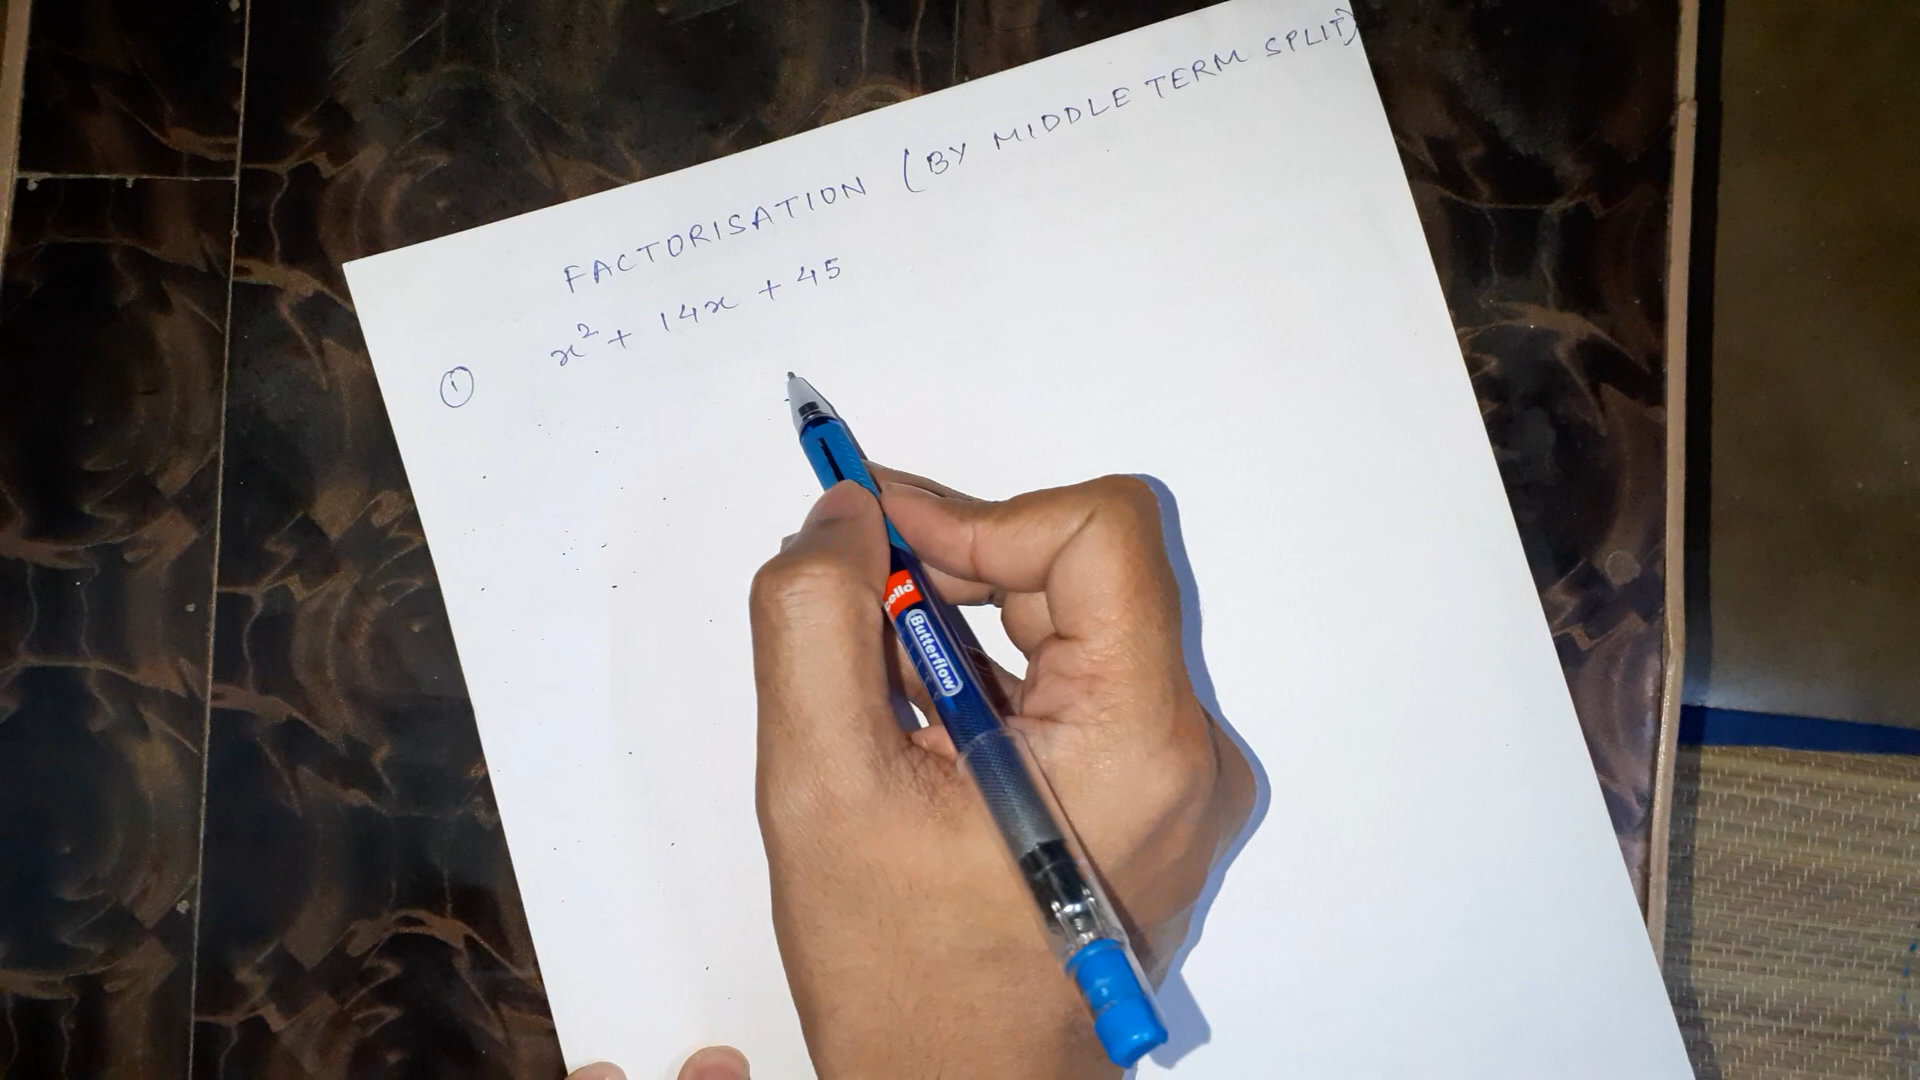 FACTORISATION (BY MIDDLE TERM SPLIT)
① x² + 14x + 45
cello
Butterflow